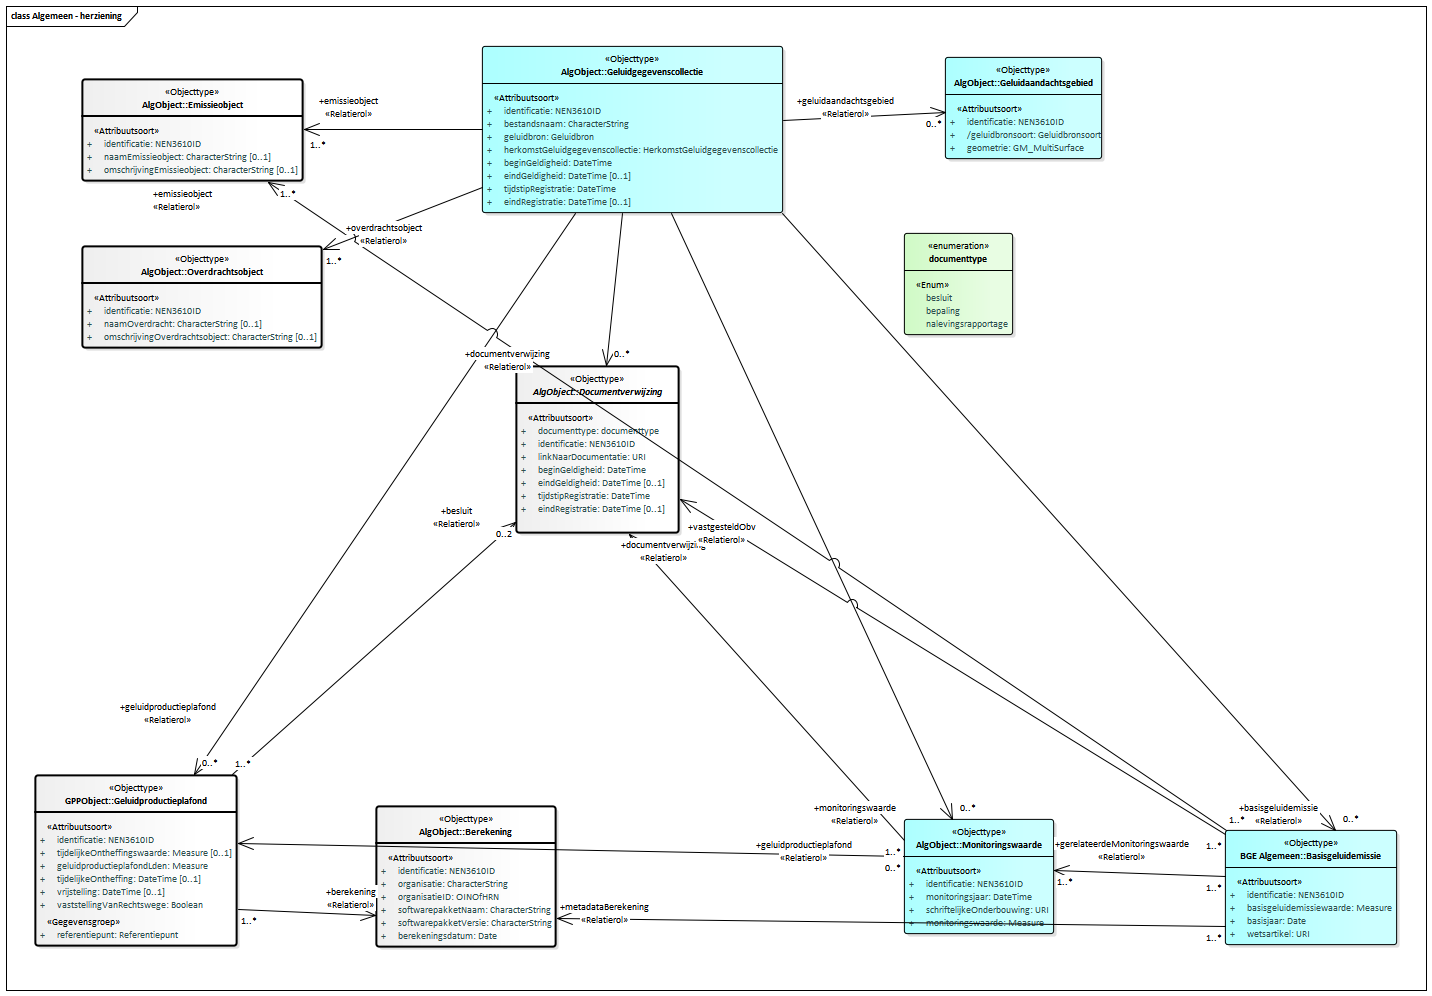 class Algemeen - herziening
«Objecttype»
AlgObject::Geluidgegevenscollectie
«Attribuutsoort»
+ identificatie: NEN3610ID
+ bestandsnaam: CharacterString
+ geluidbron: Geluidbron
+ herkomstGeluidgegevenscollectie: HerkomstGeluidgegevenscollectie
+ beginGeldigheid: DateTime
+ eindGeldigheid: DateTime [0..1]
+ tijdstipRegistratie: DateTime
+ eindRegistratie: DateTime [0..1]
«Objecttype»
AlgObject::Geluidaandachtsgebied
«Attribuutsoort»
+ identificatie: NEN3610ID
+ /geluidbronsoort: Geluidbronsoort
+ geometrie: GM_MultiSurface
+geluidaandachtsgebied
«Relatierol»
0..*
«Objecttype»
AlgObject::Emissieobject
«Attribuutsoort»
+ identificatie: NEN3610ID
+ naamEmissieobject: CharacterString [0..1]
+ omschrijvingEmissieobject: CharacterString [0..1]
+emissieobject
«Relatierol»
1..*
+emissieobject
«Relatierol»
1..*
+overdrachtsobject
«Relatierol»
1..*
«Objecttype»
AlgObject::Overdrachtsobject
«Attribuutsoort»
+ identificatie: NEN3610ID
+ naamOverdracht: CharacterString [0..1]
+ omschrijvingOverdrachtsobject: CharacterString [0..1]
«enumeration»
documenttype
«Enum»
besluit
bepaling
nalevingsrapportage
+documentverwijzing
«Relatierol»
0..*
«Objecttype»
AlgObject::Documentverwijzing
«Attribuutsoort»
+ documenttype: documenttype
+ identificatie: NEN3610ID
+ linkNaarDocumentatie: URI
+ beginGeldigheid: DateTime
+ eindGeldigheid: DateTime [0..1]
+ tijdstipRegistratie: DateTime
+ eindRegistratie: DateTime [0..1]
+besluit
«Relatierol»
0..2
+vastgesteldObv
«Relatierol»
+documentverwijzing
«Relatierol»
+geluidproductieplafond
«Relatierol»
0..*
1..*
«Objecttype»
GPPObject::Geluidproductieplafond
«Attribuutsoort»
+ identificatie: NEN3610ID
+ tijdelijkeOntheffingswaarde: Measure [0..1]
+ geluidproductieplafondLden: Measure
+ tijdelijkeOntheffing: DateTime [0..1]
+ vrijstelling: DateTime [0..1]
+ vaststellingVanRechtswege: Boolean
«Gegevensgroep»
+ referentiepunt: Referentiepunt
+berekening
«Relatierol»
1..*
«Objecttype»
AlgObject::Berekening
«Attribuutsoort»
+ identificatie: NEN3610ID
+ organisatie: CharacterString
+ organisatieID: OINOfHRN
+ softwarepakketNaam: CharacterString
+ softwarepakketVersie: CharacterString
+ berekeningsdatum: Date
+metadataBerekening
«Relatierol»
+geluidproductieplafond
«Relatierol»
+monitoringswaarde
«Relatierol»
0..*
1..*
0..*
«Objecttype»
AlgObject::Monitoringswaarde
«Attribuutsoort»
+ identificatie: NEN3610ID
+ monitoringsjaar: DateTime
+ schriftelijkeOnderbouwing: URI
+ monitoringswaarde: Measure
+gerelateerdeMonitoringswaarde
«Relatierol»
1..*
+basisgeluidemissie
«Relatierol»
0..*
1..*
1..*
1..*
1..*
«Objecttype»
BGE Algemeen::Basisgeluidemissie
«Attribuutsoort»
+ identificatie: NEN3610ID
+ basisgeluidemissiewaarde: Measure
+ basisjaar: Date
+ wetsartikel: URI